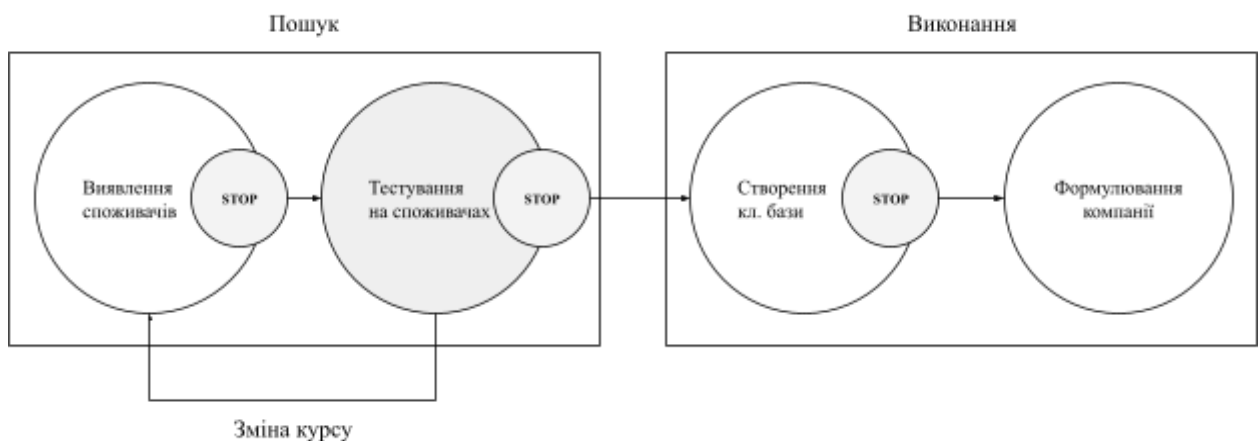 Пошук
Виконання
Виявлення
споживачів
STOP
Тестування
на споживачах
STOP
Створення
кл. бази
STOP
Формулювання
компанії
Зміна курсу